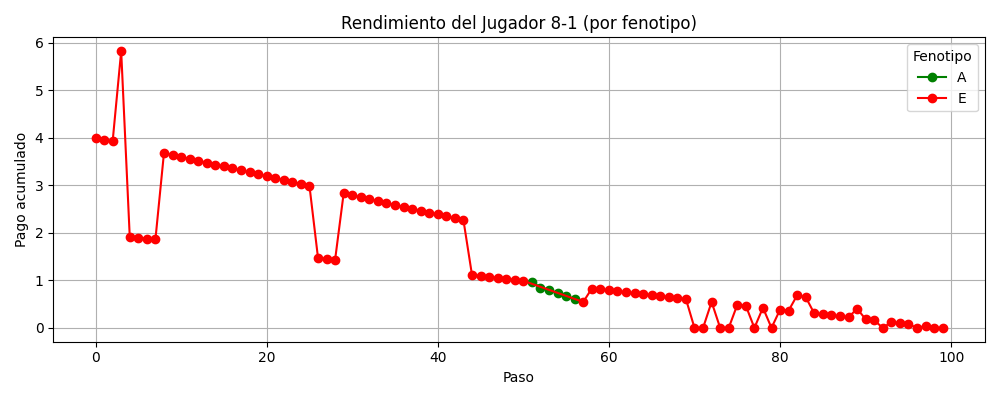 Rendimiento del Jugador 8-1 (por fenotipo)
Pago acumulado
6
5
4
3
2
1
0
Fenotipo
A
E
0 20 40 60 80 100
Paso